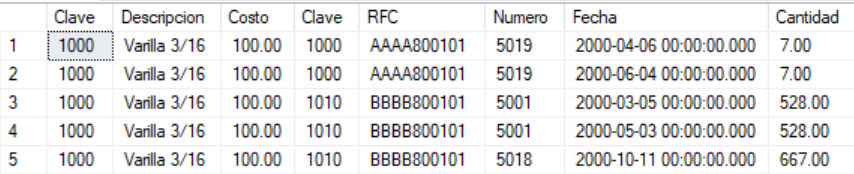 Clave Descripcion Costo Clave RFC Numero Fecha Cantidad
1 1000 Varilla 3/16 100.00 1000 AAAA800101 5019 2000-04-06 00:00:00.000 7.00
2 1000 Varilla 3/16 100.00 1000 AAAA800101 5019 2000-06-04 00:00:00.000 7.00
3 1000 Varilla 3/16 100.00 1010 BBBB800101 5001 2000-03-05 00:00:00.000 528.00
4 1000 Varilla 3/16 100.00 1010 BBBB800101 5001 2000-05-03 00:00:00.000 528.00
5 1000 Varilla 3/16 100.00 1010 BBBB800101 5018 2000-10-11 00:00:00.000 667.00